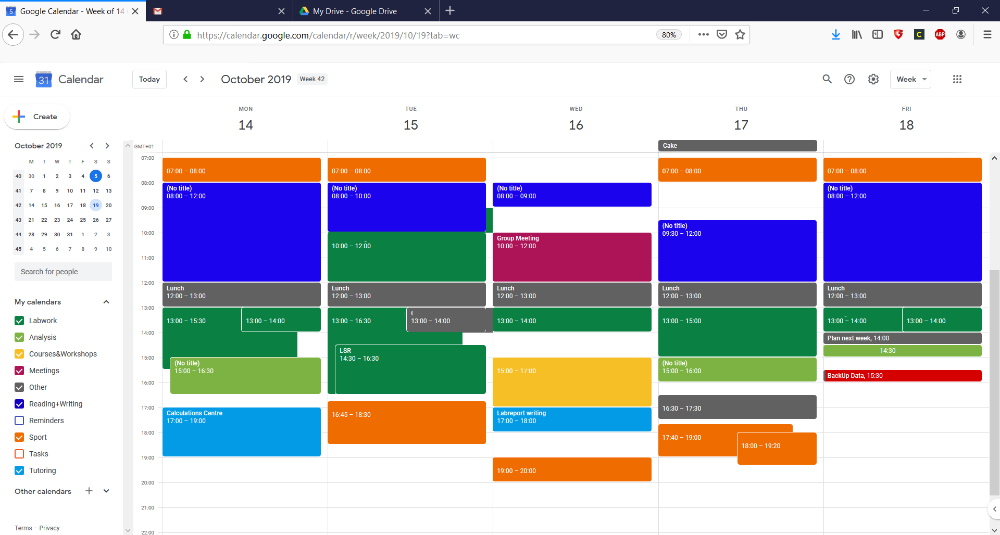 Google Calendar - Week of 14
My Drive - Google Drive
https://calendar.google.com/calendar/r/week/2019/10/19?tab=wc
80%
31 Calendar
Today
October 2019
Week 42
Week
Create
MON
14
TUE
15
WED
16
THU
17
FRI
18
October 2019
M T W T F S S
40 30 1 2 3 4 5 6
41 7 8 9 10 11 12 13
42 14 15 16 17 18 19 20
43 21 22 23 24 25 26 27
44 28 29 30 31 1 2 3
45 4 5 6 7 8 9 10
Search for people
My calendars
Labwork
Analysis
Courses&Workshops
Meetings
Other
Reading+Writing
Reminders
Sport
Tasks
Tutoring
Other calendars
Terms – Privacy
GMT+01
07:00
08:00
09:00
10:00
11:00
12:00
13:00
14:00
15:00
16:00
17:00
18:00
19:00
20:00
21:00
22:00
07:00 – 08:00
(No title)
08:00 – 12:00
Lunch
12:00 – 13:00
13:00 – 15:30
13:00 – 14:00
(No title)
15:00 – 16:30
Calculations Centre
17:00 – 19:00
07:00 – 08:00
(No title)
08:00 – 10:00
10:00 – 12:00
Lunch
12:00 – 13:00
13:00 – 16:30
13:00 – 14:00
LSR
14:30 – 16:30
16:45 – 18:30
(No title)
08:00 – 09:00
Group Meeting
10:00 – 12:00
Lunch
12:00 – 13:00
13:00 – 14:00
15:00 – 17:00
Labreport writing
17:00 – 18:00
19:00 – 20:00
Cake
07:00 – 08:00
(No title)
09:30 – 12:00
Lunch
12:00 – 13:00
13:00 – 15:00
(No title)
15:00 – 16:00
16:30 – 17:30
17:40 – 19:00
18:00 – 19:20
07:00 – 08:00
(No title)
08:00 – 12:00
Lunch
12:00 – 13:00
13:00 – 14:00
13:00 – 14:00
Plan next week, 14:00
14:30
BackUp Data, 15:30